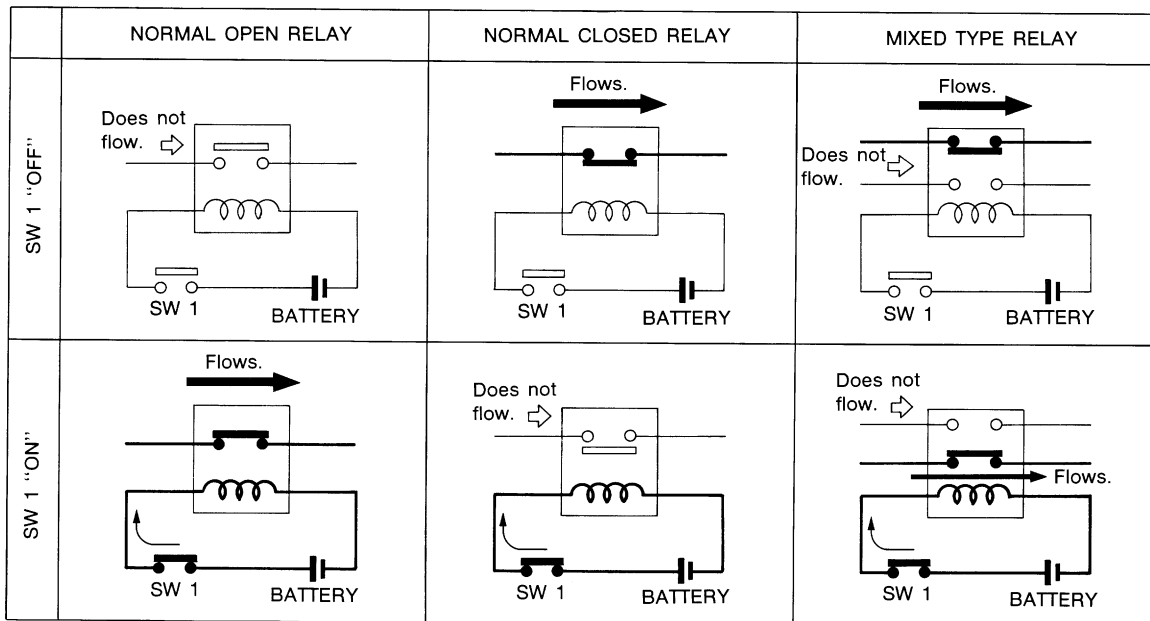 NORMAL OPEN RELAY
NORMAL CLOSED RELAY
MIXED TYPE RELAY
SW 1 “OFF”
Does not
flow.
SW 1
BATTERY
Flows.
SW 1
BATTERY
Flows.
Does not
flow.
SW 1
BATTERY
SW 1 “ON”
Flows.
SW 1
BATTERY
Does not
flow.
SW 1
BATTERY
Does not
flow.
Flows.
SW 1
BATTERY